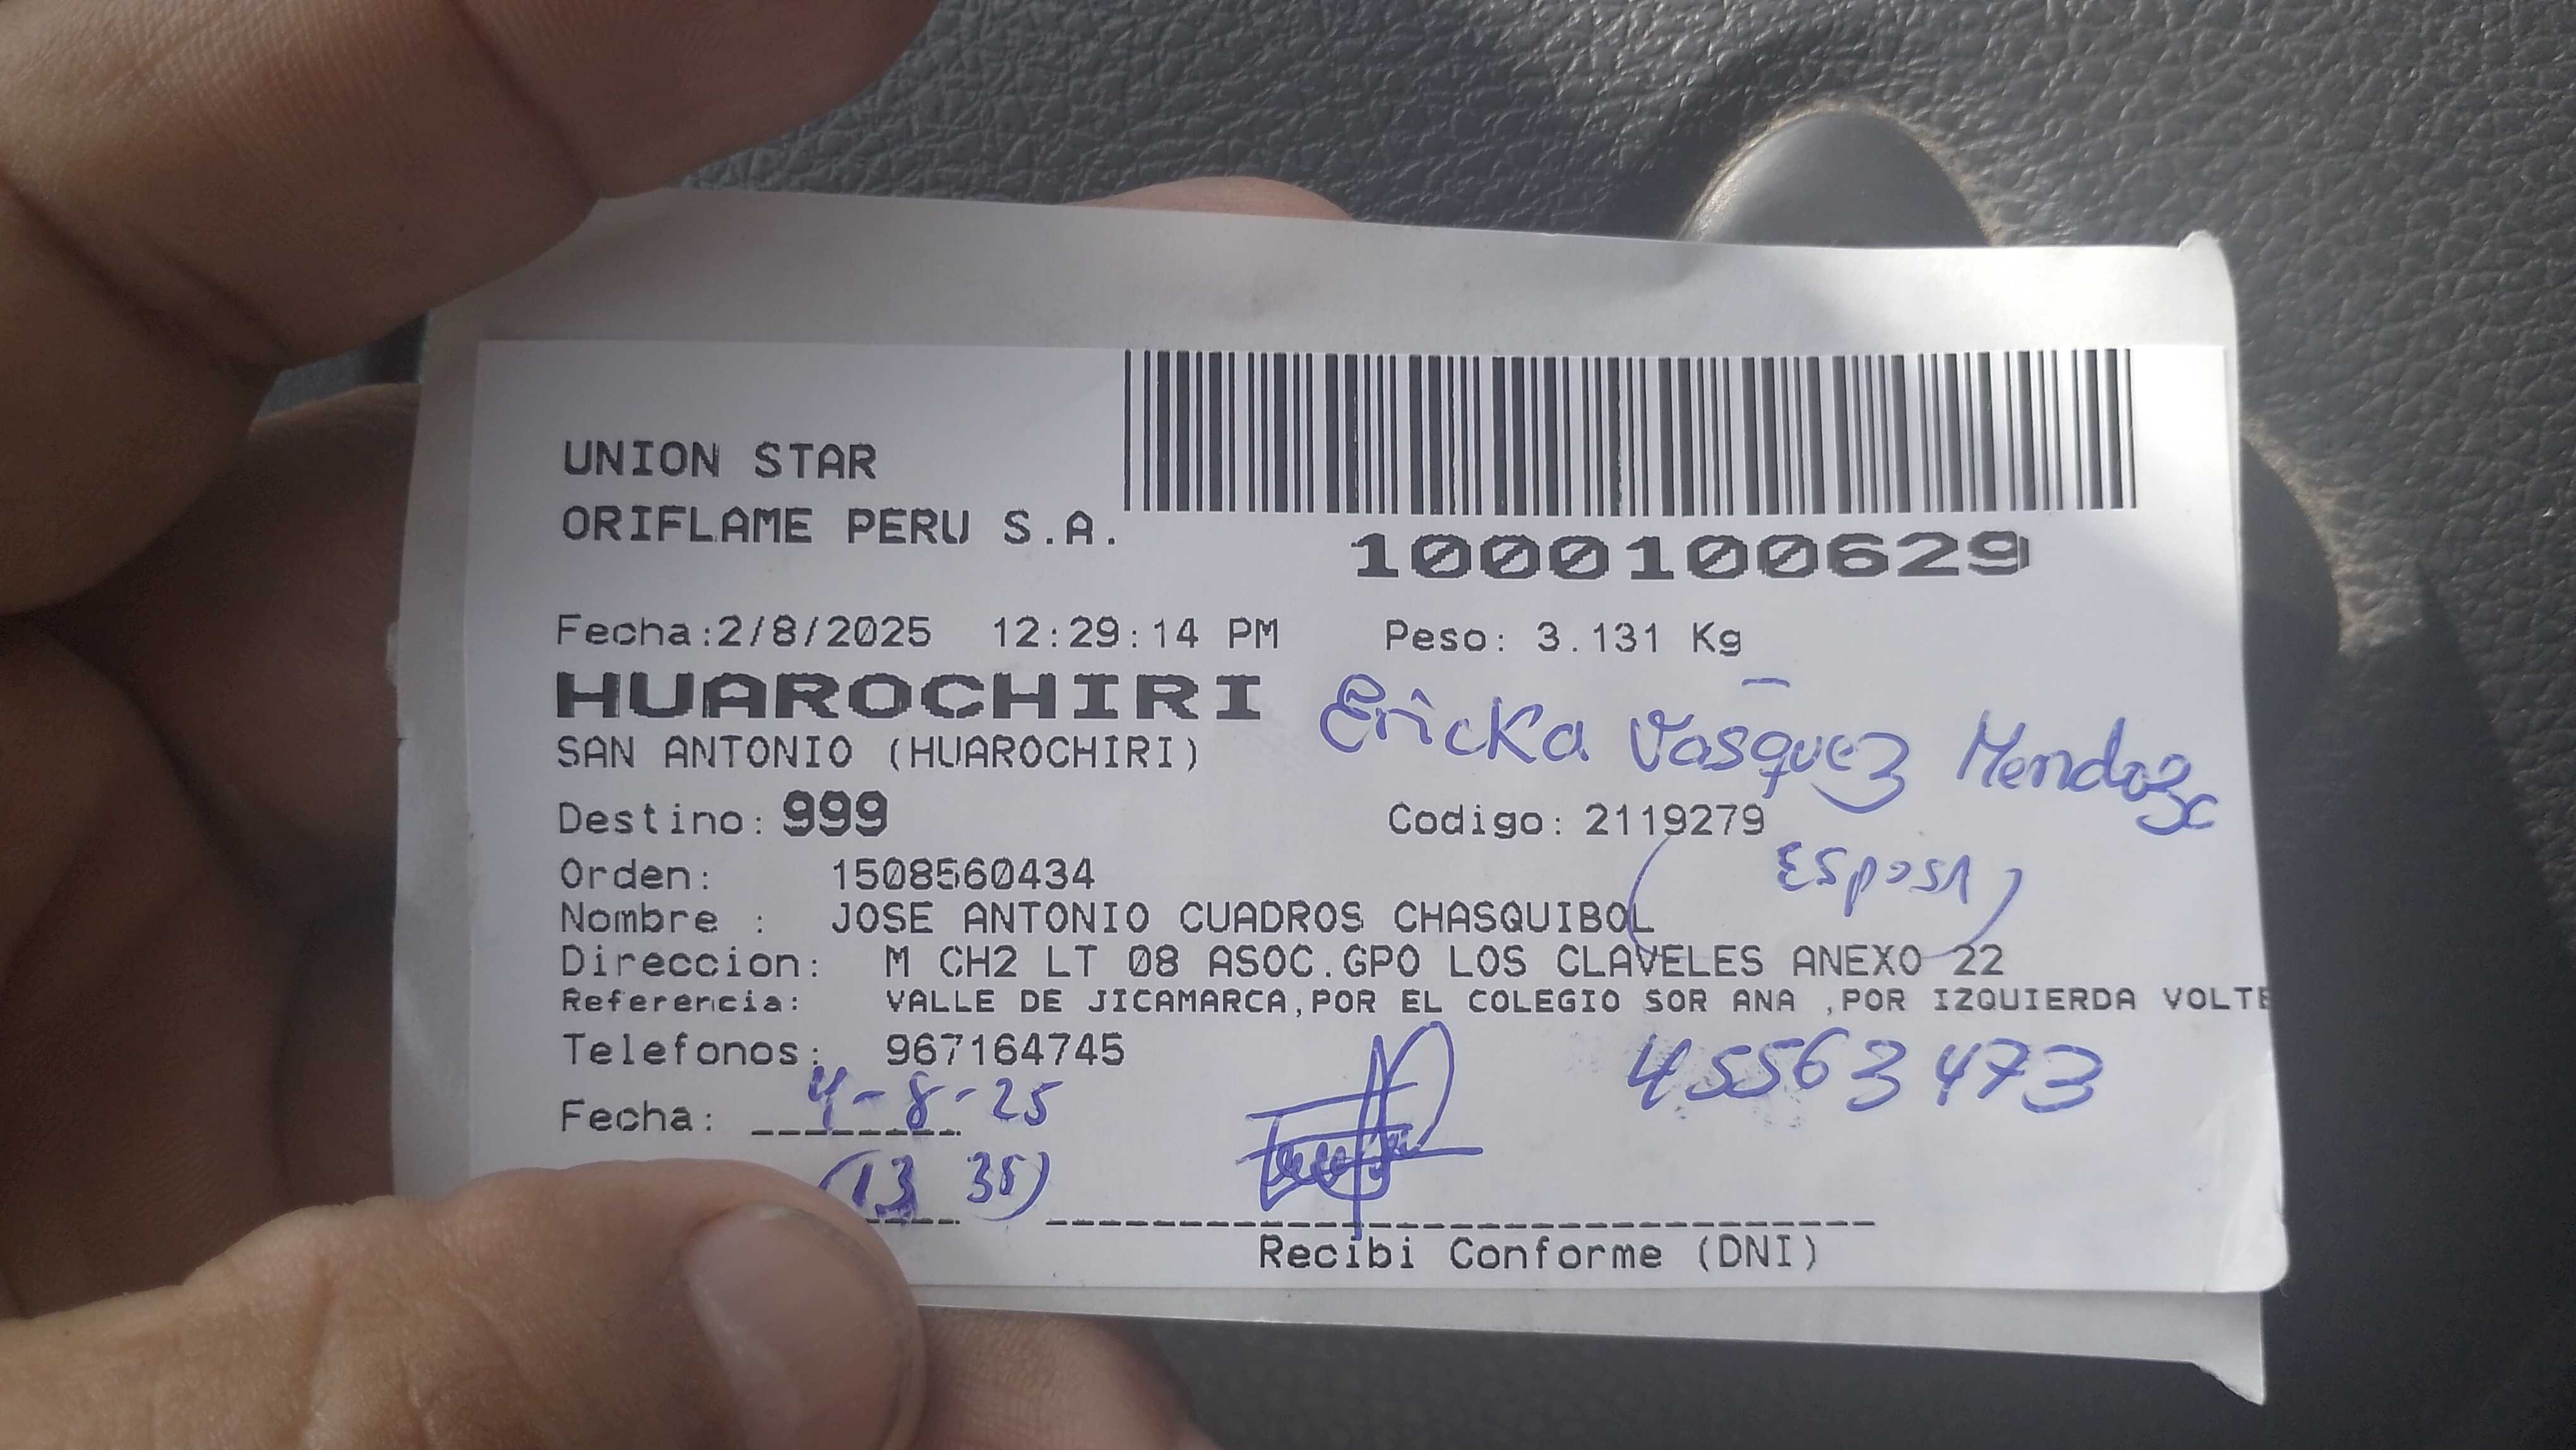 UNION STAR
ORIFLAME PERU S.A.
1000100629
Fecha:2/8/2025 12:29:14 PM Peso: 3.131 Kg
HUAROCHIRI
Ericka Vasquez Mendoza
SAN ANTONIO (HUAROCHIRI)
Destino: 999 Codigo: 2119279
(Esposa)
Orden: 1508560434
Nombre : JOSE ANTONIO CUADROS CHASQUIBOL
Direccion: M CH2 LT 08 ASOC.GPO LOS CLAVELES ANEXO 22
Referencia: VALLE DE JICAMARCA,POR EL COLEGIO SOR ANA ,POR IZQUIERDA VOLTE
Telefonos: 967164745
45563473
Fecha: 4-8-25
(13 35)
Recibi Conforme (DNI)